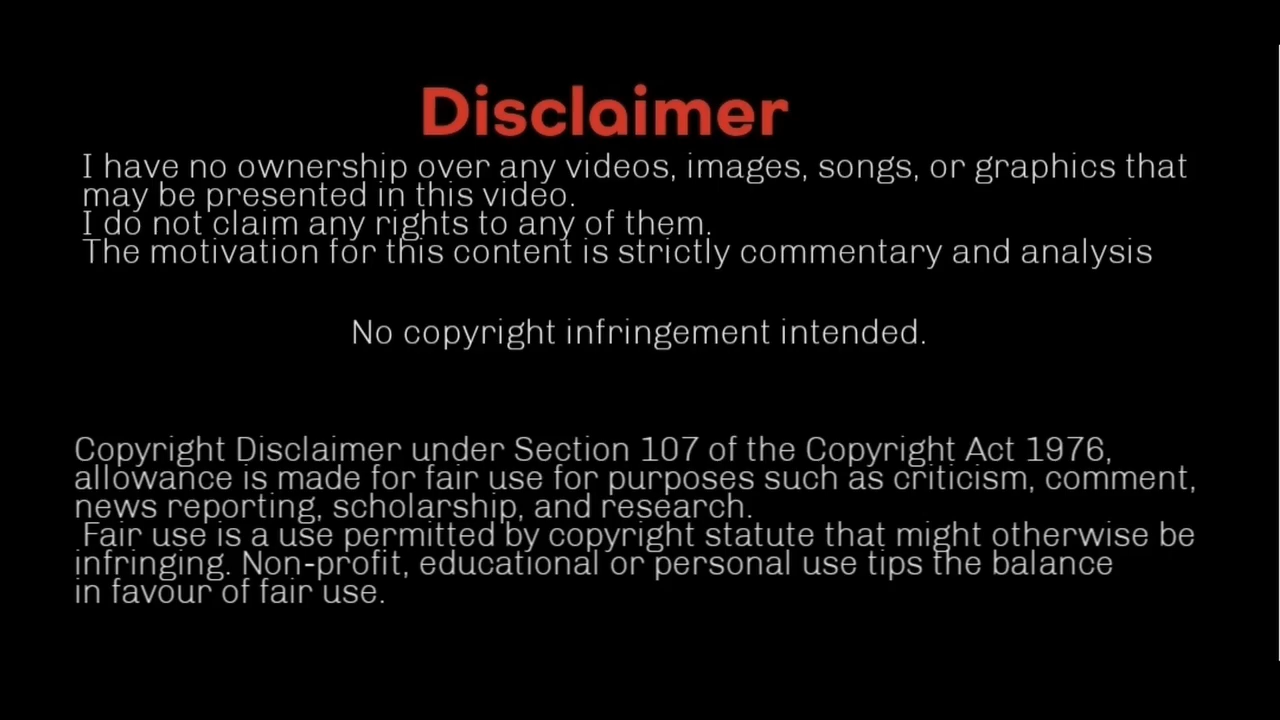 Disclaimer
I have no ownership over any videos, images, songs, or graphics that
may be presented in this video.
I do not claim any rights to any of them.
The motivation for this content is strictly commentary and analysis
No copyright infringement intended.
Copyright Disclaimer under Section 107 of the Copyright Act 1976,
allowance is made for fair use for purposes such as criticism, comment,
news reporting, scholarship, and research.
Fair use is a use permitted by copyright statute that might otherwise be
infringing. Non-profit, educational or personal use tips the balance
in favour of fair use.